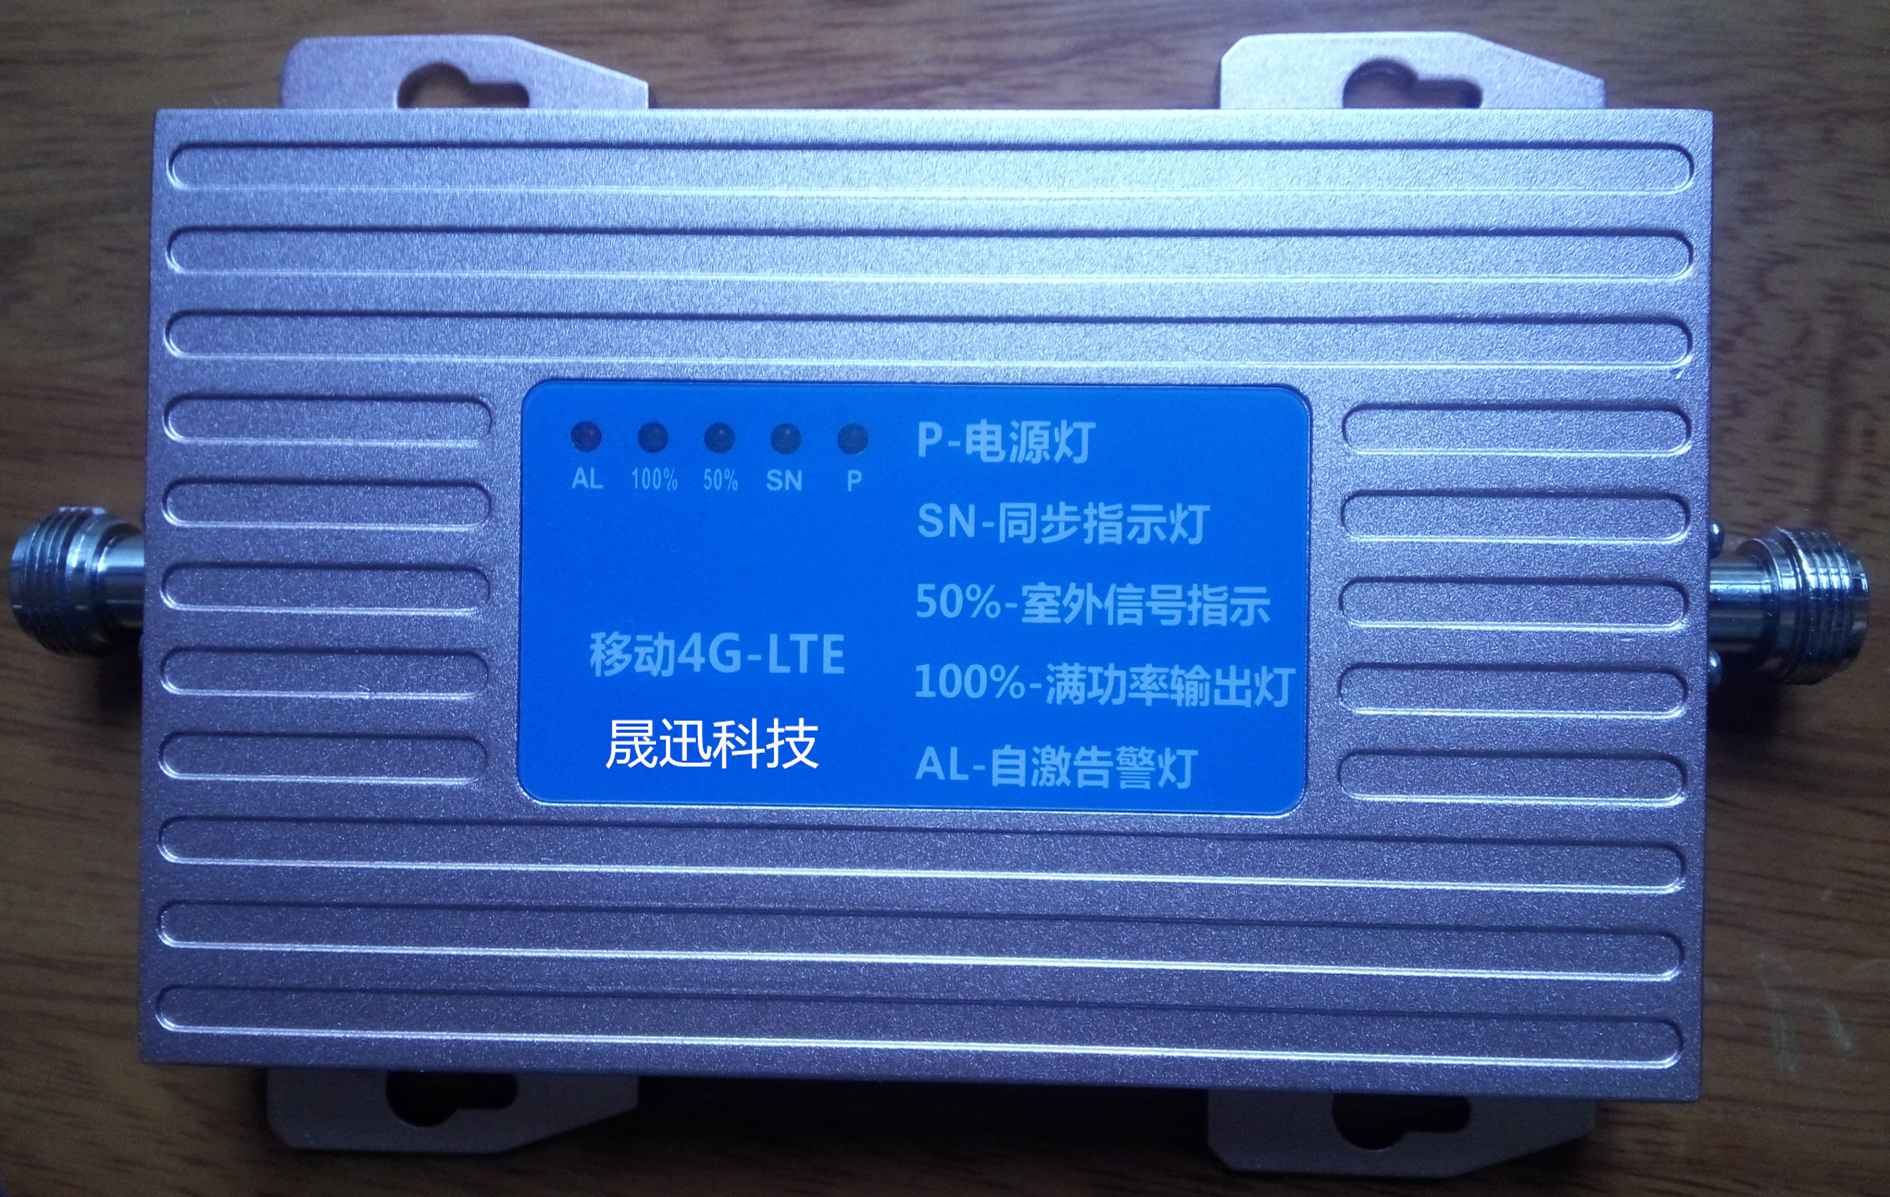 AL 100% 50% SN P
移动4G-LTE
晟迅科技
P-电源灯
SN-同步指示灯
50%-室外信号指示
100%-满功率输出灯
AL-自激告警灯